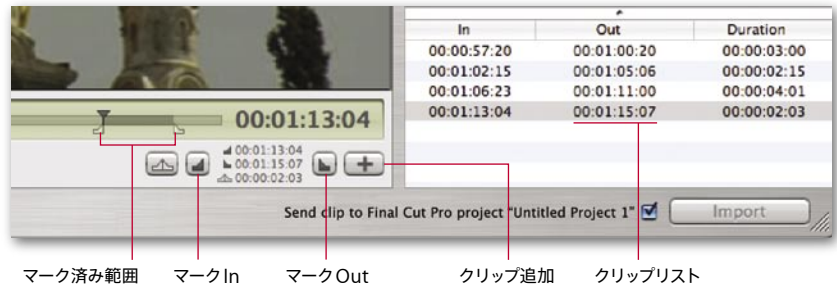 In Out Duration
00:00:57:20 00:01:00:20 00:00:03:00
00:01:02:15 00:01:05:06 00:00:02:15
00:01:06:23 00:01:11:00 00:00:04:01
00:01:13:04 00:01:15:07 00:00:02:03
00:01:13:04
00:01:13:04
00:01:15:07
00:00:02:03
Send clip to Final Cut Pro project "Untitled Project 1" Import
マーク済み範囲 マークIn マークOut クリップ追加 クリップリスト